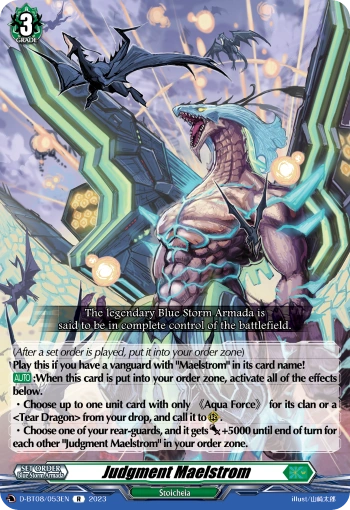 3
GRADE
The legendary Blue Storm Armada is
said to be in complete control of the battlefield.
(After a set order is played, put it into your order zone)
Play this if you have a vanguard with "Maelstrom" in its card name!
AUTO:When this card is put into your order zone, activate all of the effects
below.
・Choose up to one unit card with only 《Aqua Force》 for its clan or a
<Tear Dragon> from your drop, and call it to .
・Choose one of your rear-guards, and it gets +5000 until end of turn for
each other "Judgment Maelstrom" in your order zone.
SET ORDER
Blue Storm Armada
Judgment Maelstrom
Stoicheia
D-BT08/053EN R 2023
illust/山崎太郎